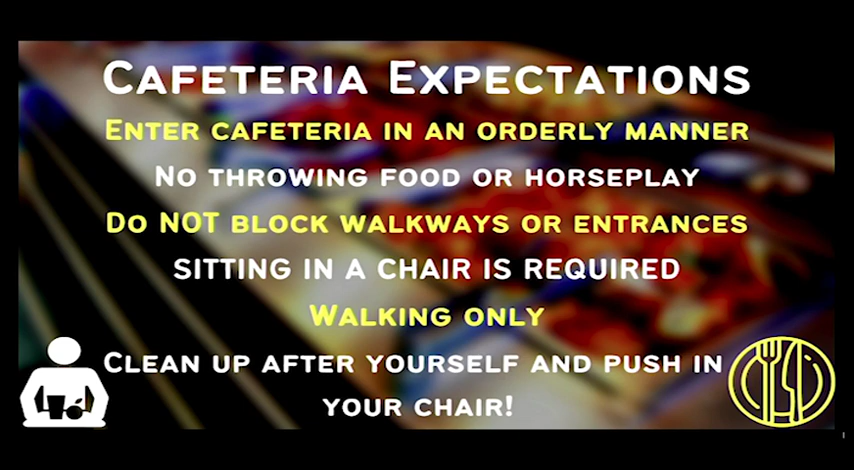 Cafeteria Expectations
Enter cafeteria in an orderly manner
No throwing food or horseplay
Do NOT block walkways or entrances
SITTING IN A CHAIR IS REQUIRED
Walking only
Clean up after yourself and push in
your chair!